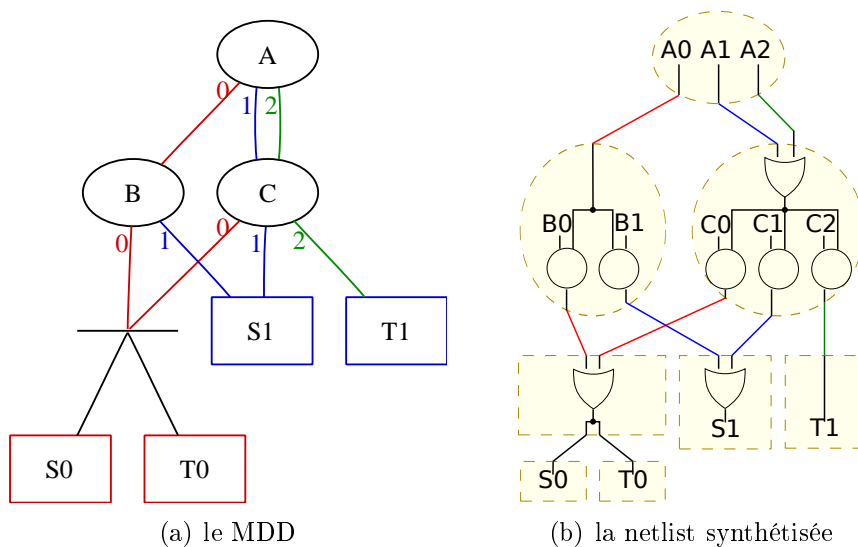 A
0
1
2
B
C
0
1
0
1
2
S1
T1
S0
T0
(a) le MDD
A0 A1 A2
B0 B1
C0 C1 C2
S1
T1
S0
T0
(b) la netlist synthétisée